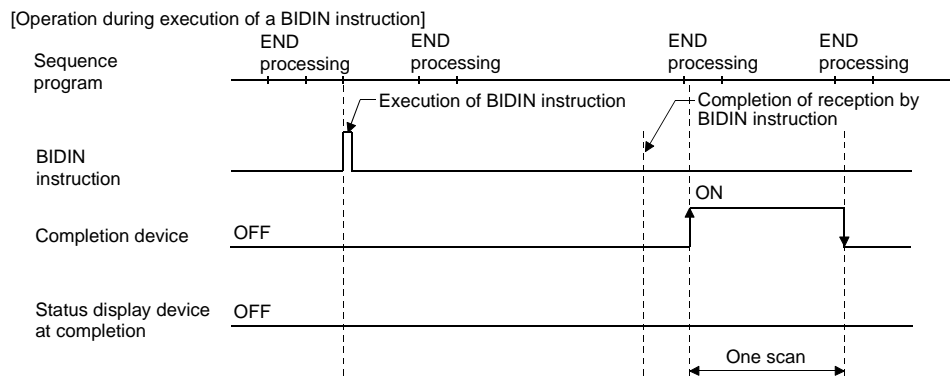 [Operation during execution of a BIDIN instruction]
END processing
END processing
END processing
END processing
Sequence program
Execution of BIDIN instruction
Completion of reception by BIDIN instruction
BIDIN instruction
ON
Completion device
OFF
Status display device at completion
OFF
One scan